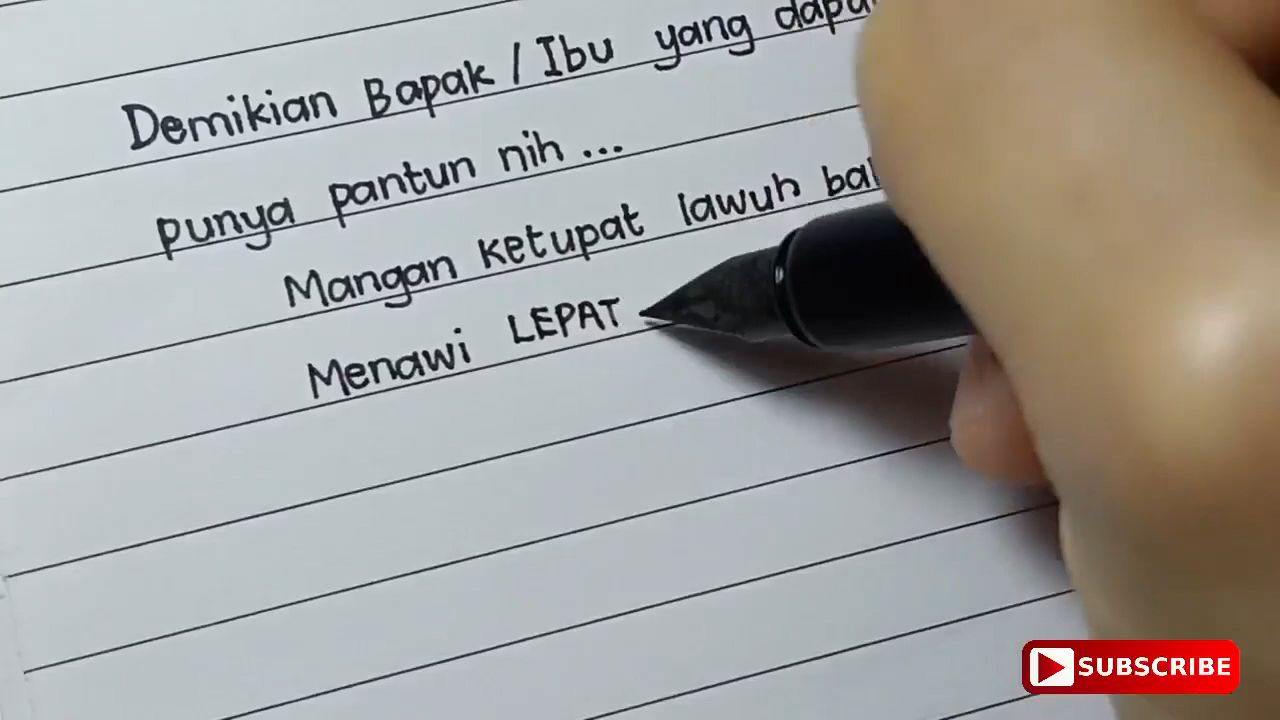 Demikian Bapak / Ibu yang
punya pantun nih ...
Mangan ketupat lawuh
Menawi LEPAT
SUBSCRIBE